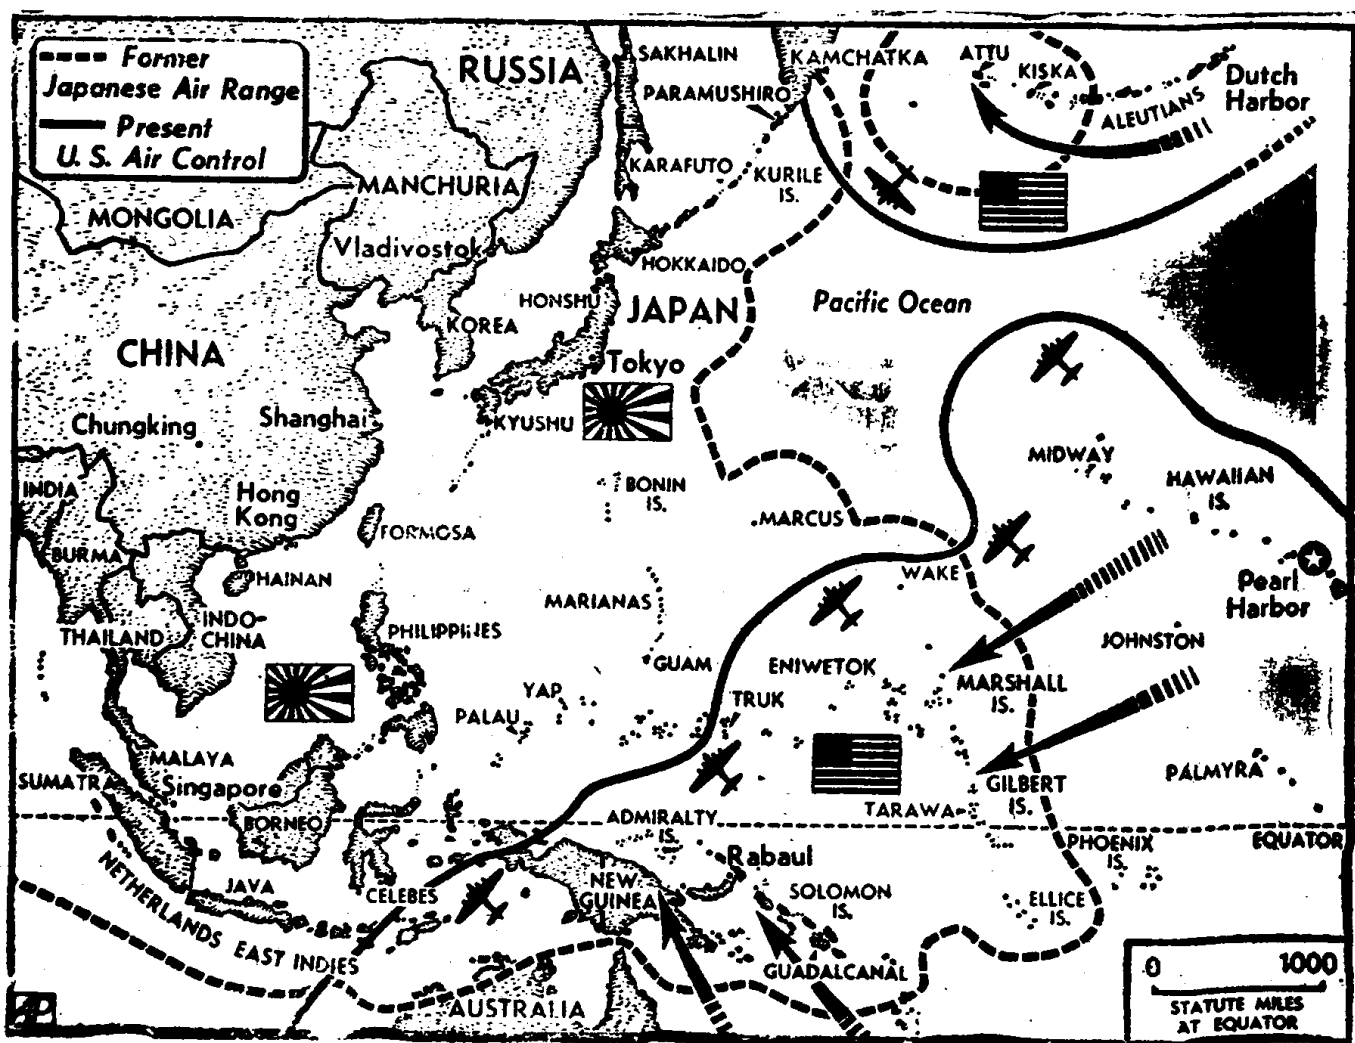 Former
Japanese Air Range
Present
U. S. Air Control
RUSSIA
SAKHALIN
KAMCHATKA
ATTU
KISKA
Dutch
Harbor
PARAMUSHIRO
ALEUTIANS
KARAFUTO
KURILE
IS.
MANCHURIA
MONGOLIA
Vladivostok
HOKKAIDO
HONSHU
JAPAN
Pacific Ocean
KOREA
CHINA
Tokyo
Chungking
Shanghai
KYUSHU
MIDWAY
HAWAIIAN
IS.
INDIA
Hong
Kong
BONIN
IS.
MARCUS
FORMOSA
BURMA
HAINAN
WAKE
Pearl
Harbor
MARIANAS
THAILAND
INDO-
CHINA
PHILIPPINES
JOHNSTON
GUAM
ENIWETOK
MARSHALL
IS.
YAP
TRUK
PALAU
MALAYA
SUMATRA
Singapore
GILBERT
IS.
PALMYRA
BORNEO
ADMIRALTY
IS.
TARAWA
EQUATOR
PHOENIX
IS.
Rabaul
NETHERLANDS EAST INDIES
JAVA
CELEBES
NEW
GUINEA
SOLOMON
IS.
ELLICE
IS.
GUADALCANAL
AUSTRALIA
0 1000
STATUTE MILES
AT EQUATOR
AP